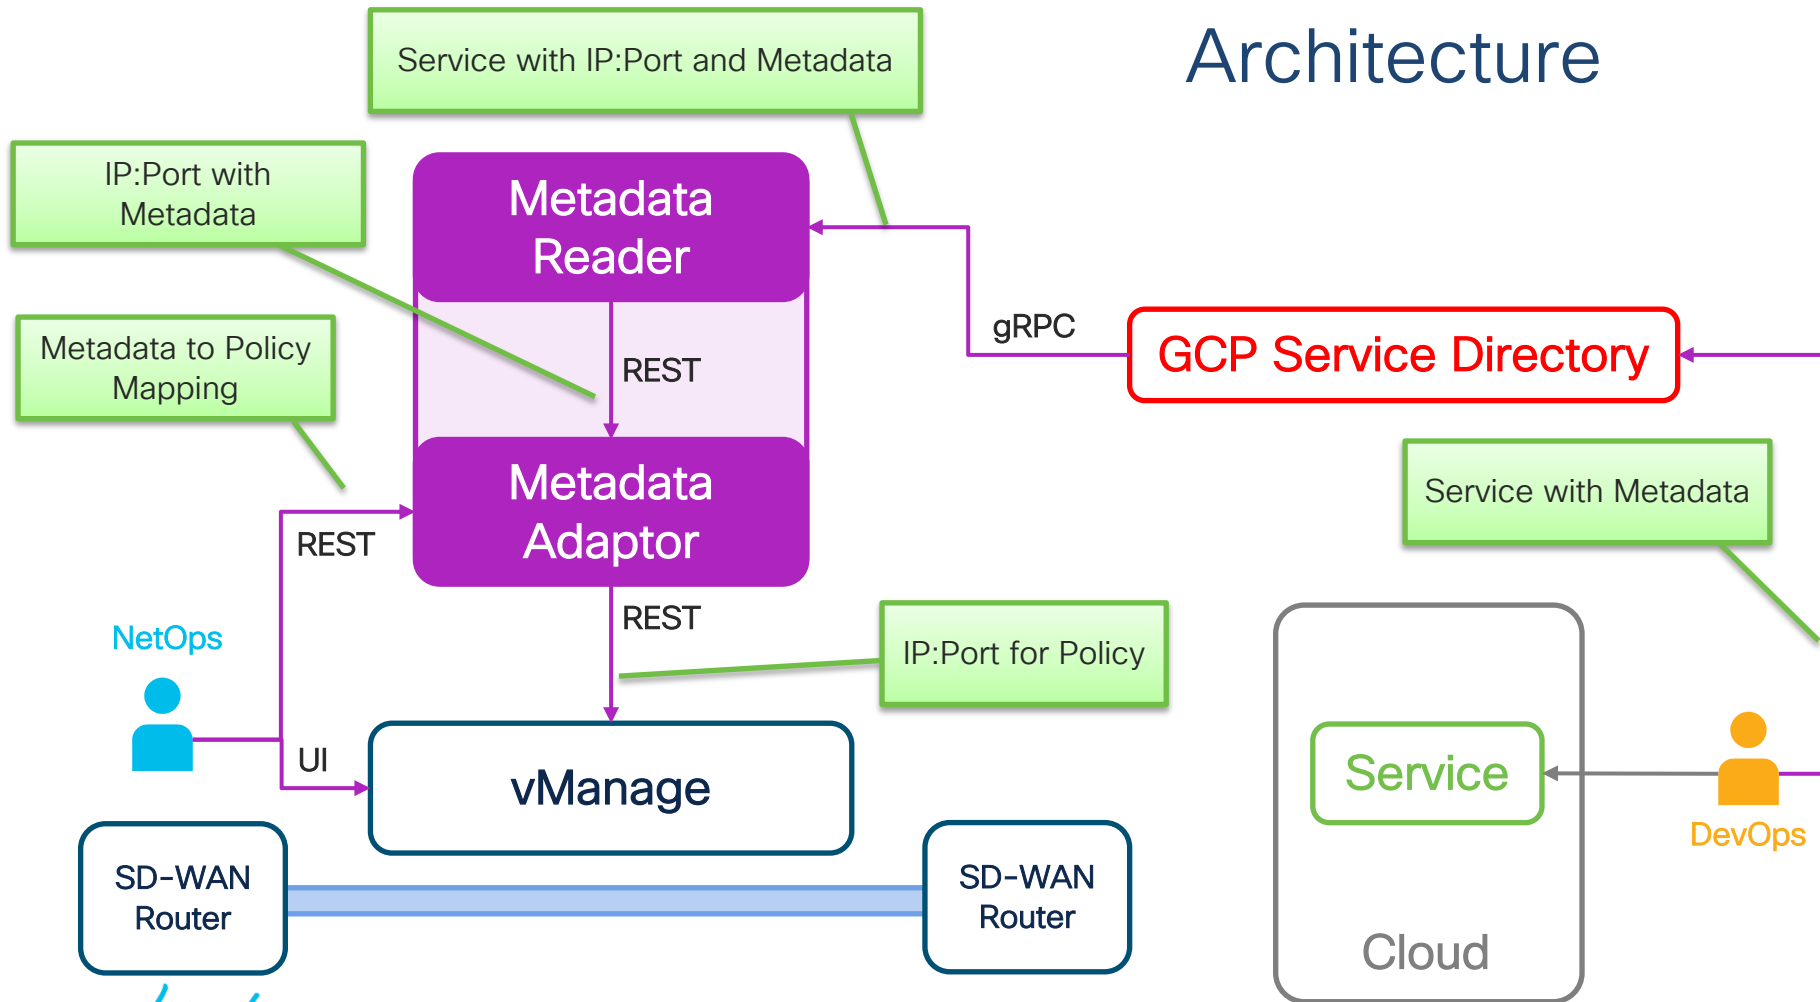 Architecture
Service with IP:Port and Metadata
IP:Port with
Metadata
Metadata
Reader
gRPC
GCP Service Directory
Metadata to Policy
Mapping
REST
Service with Metadata
Metadata
Adaptor
REST
REST
IP:Port for Policy
NetOps
UI
vManage
Service
DevOps
SD-WAN
Router
SD-WAN
Router
Cloud